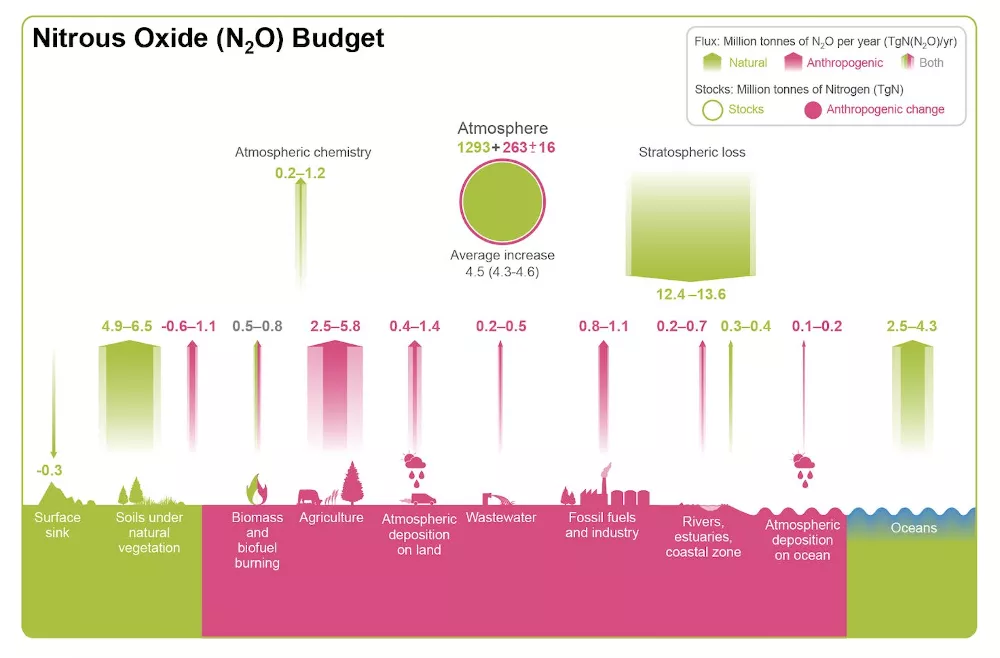 Nitrous Oxide (N₂O) Budget
Flux: Million tonnes of N₂O per year (TgN(N₂O)/yr)
Natural Anthropogenic Both
Stocks: Million tonnes of Nitrogen (TgN)
Stocks Anthropogenic change
Atmosphere
1293+263±16
Atmospheric chemistry
0.2–1.2
Stratospheric loss
Average increase
4.5 (4.3-4.6)
12.4–13.6
4.9–6.5 -0.6–1.1 0.5–0.8 2.5–5.8 0.4–1.4 0.2–0.5 0.8–1.1 0.2–0.7 0.3–0.4 0.1–0.2 2.5–4.3
-0.3
Surface
sink
Soils under
natural
vegetation
Biomass
and
biofuel
burning
Agriculture
Atmospheric
deposition
on land
Wastewater
Fossil fuels
and industry
Rivers,
estuaries,
coastal zone
Atmospheric
deposition
on ocean
Oceans